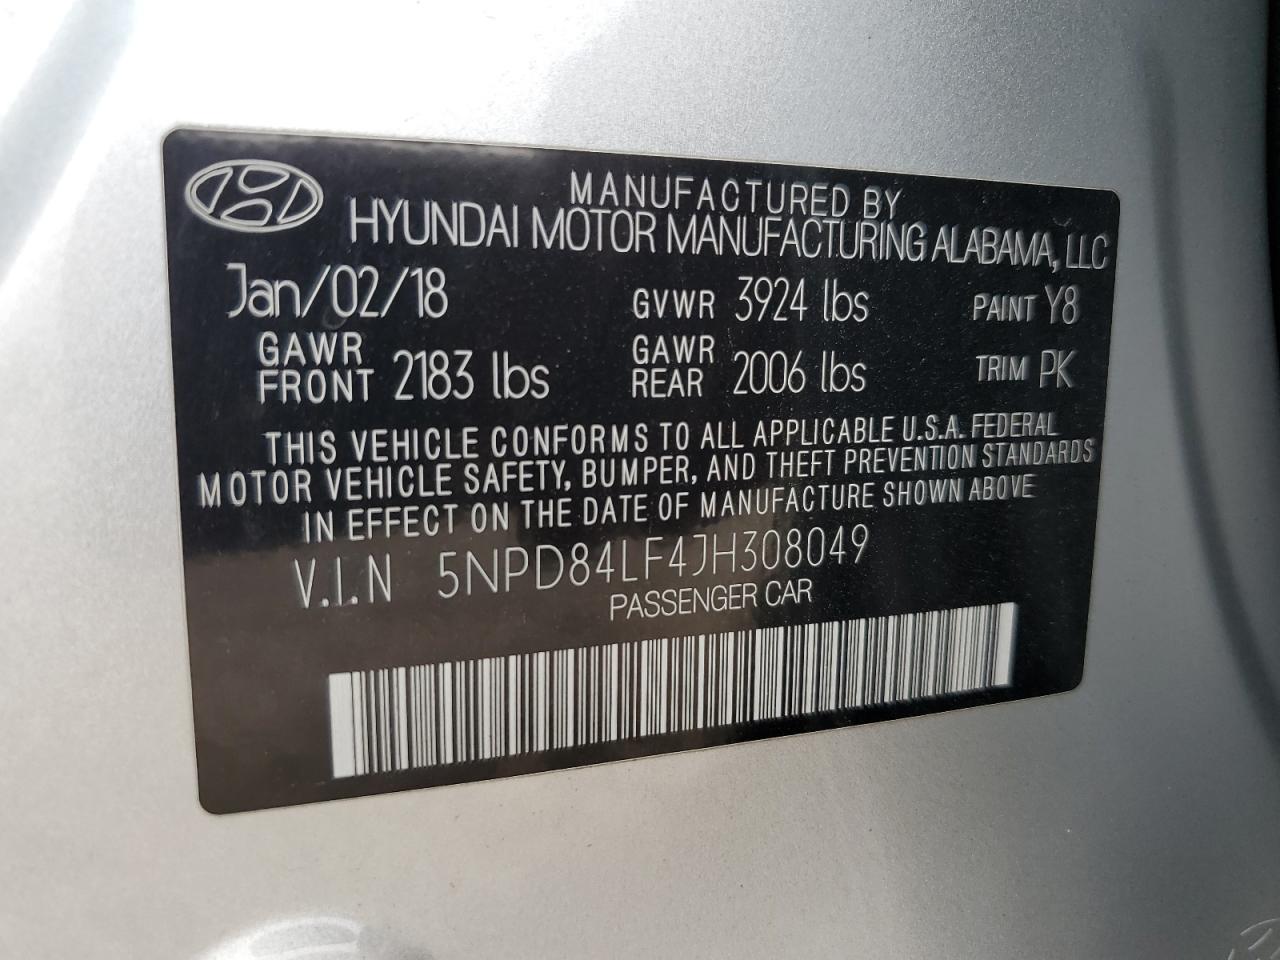 MANUFACTURED BY
HYUNDAI MOTOR MANUFACTURING ALABAMA, LLC
Jan/02/18 GVWR 3924 lbs PAINT Y8
GAWR FRONT 2183 lbs GAWR REAR 2006 lbs TRIM PK
THIS VEHICLE CONFORMS TO ALL APPLICABLE U.S.A. FEDERAL
MOTOR VEHICLE SAFETY, BUMPER, AND THEFT PREVENTION STANDARDS
IN EFFECT ON THE DATE OF MANUFACTURE SHOWN ABOVE
V.I.N 5NPD84LF4JH308049
PASSENGER CAR